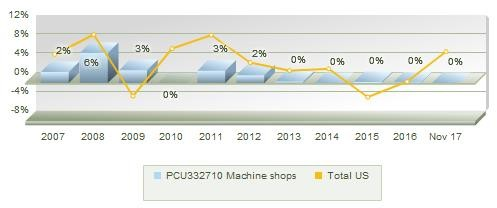 12%
8%
4%
0%
-4%
-8%
2% 6% 3% 0% 3% 2% 0% 0% 0% 0% 0%
2007 2008 2009 2010 2011 2012 2013 2014 2015 2016 Nov 17
PCU332710 Machine shops Total US